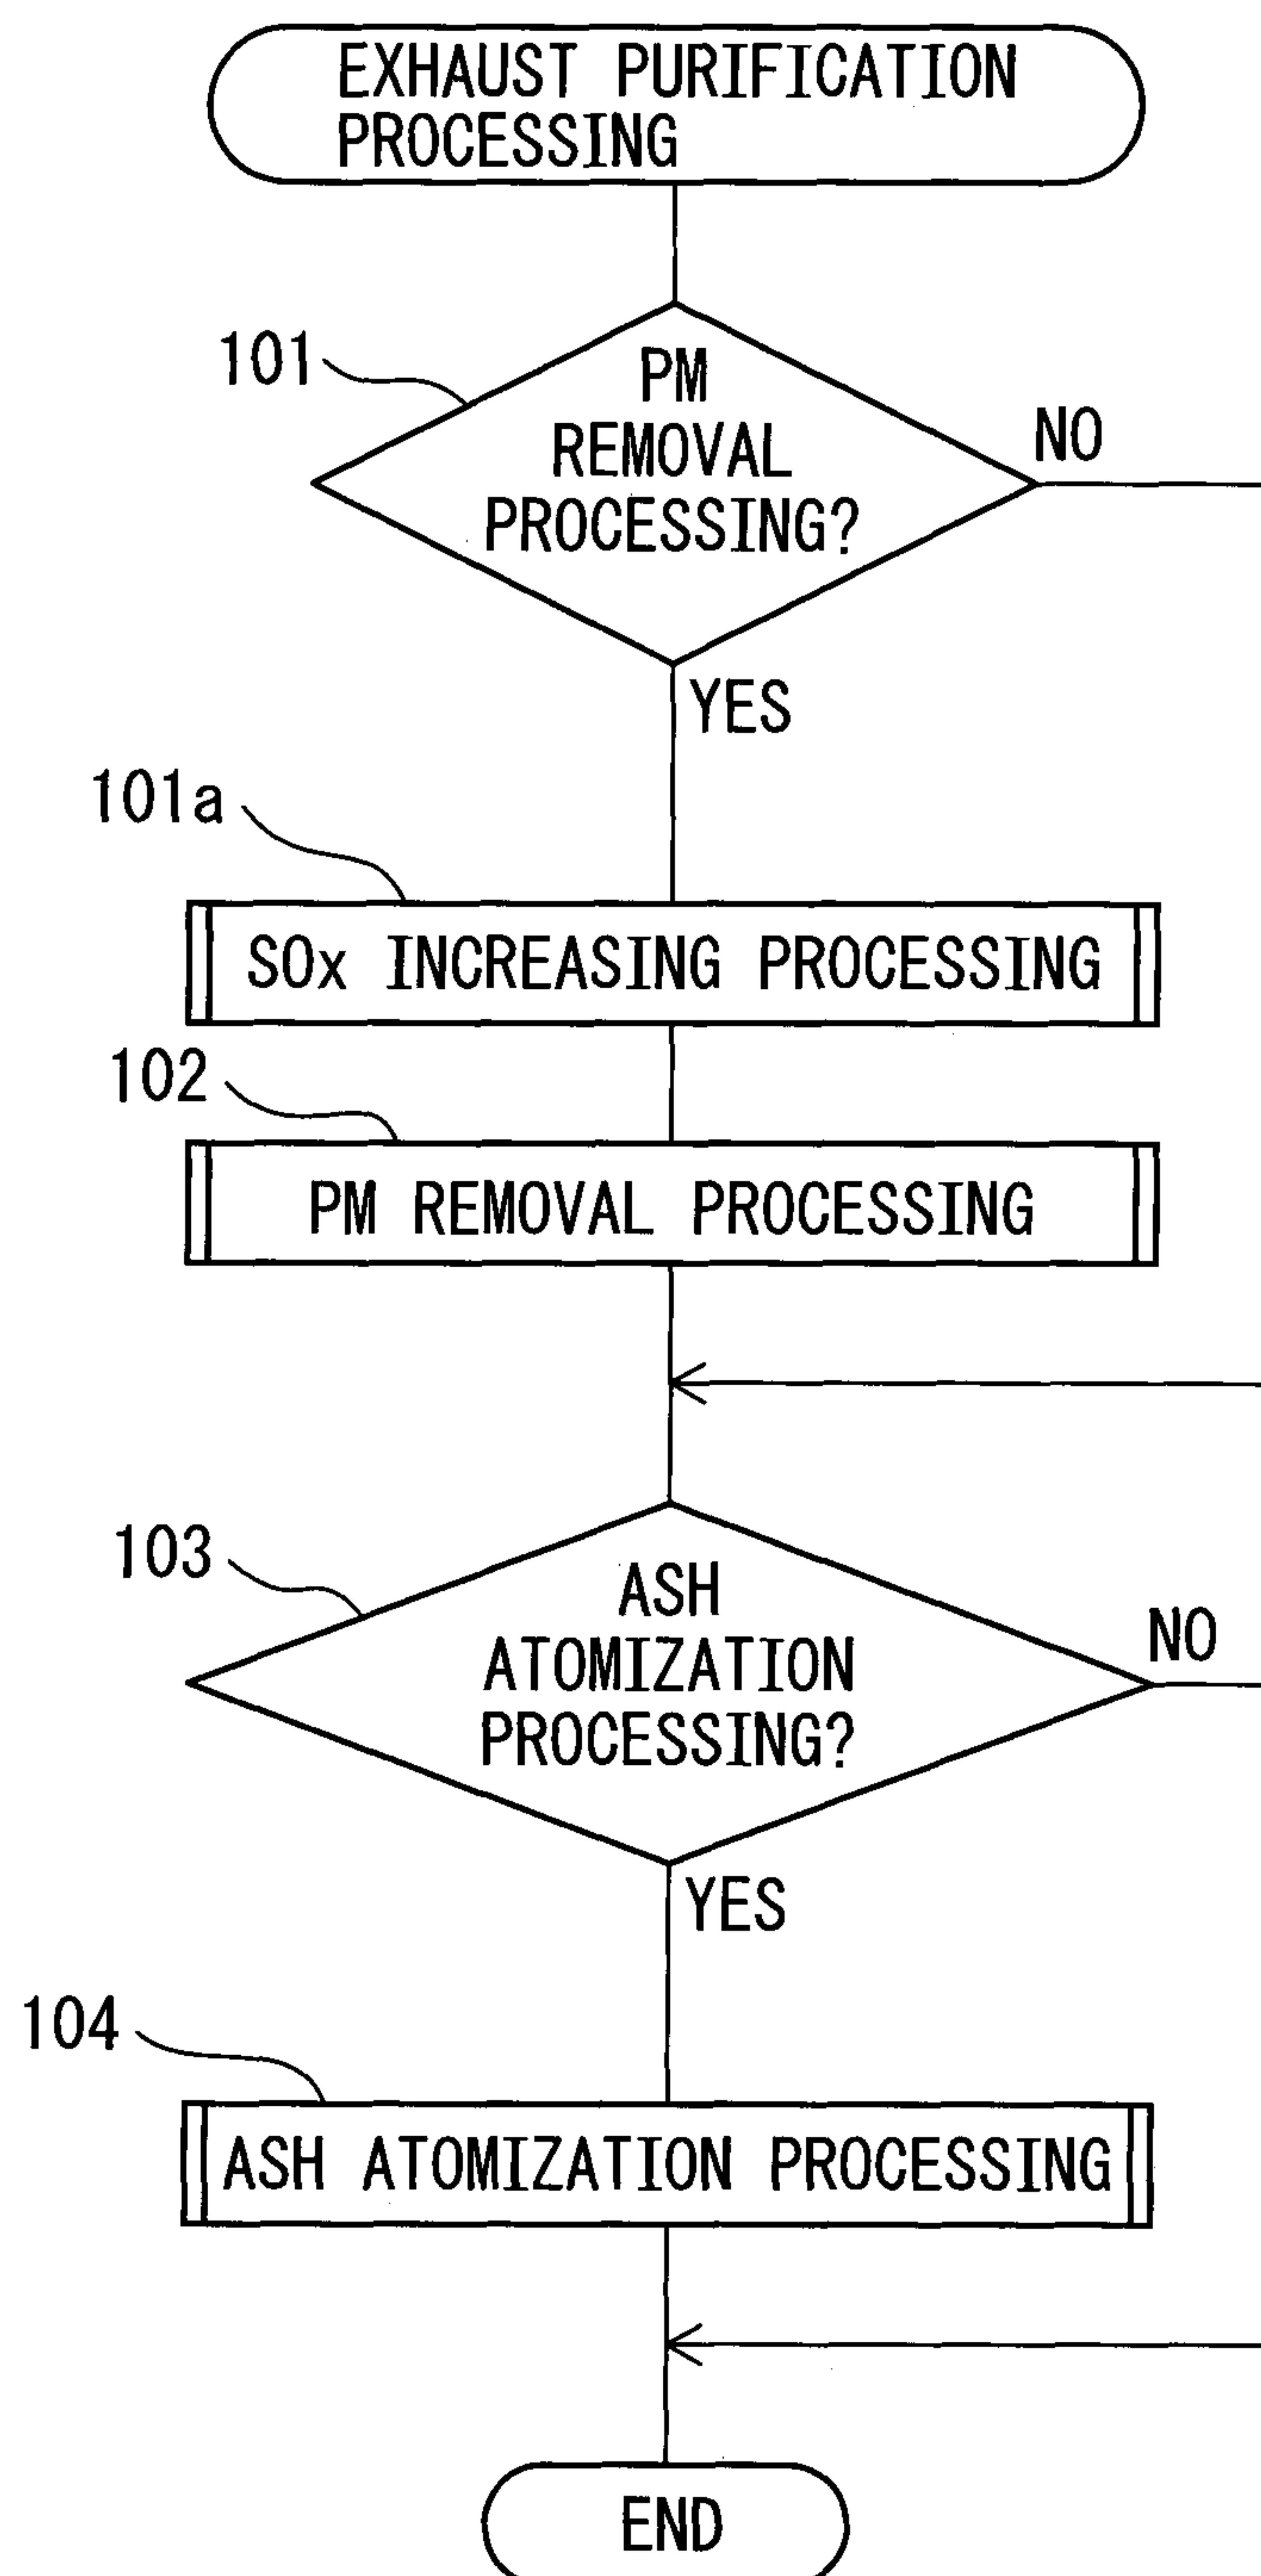 EXHAUST PURIFICATION
PROCESSING
101
PM
REMOVAL
PROCESSING?
NO
YES
101a
SOx INCREASING PROCESSING
102
PM REMOVAL PROCESSING
103
ASH
ATOMIZATION
PROCESSING?
NO
YES
104
ASH ATOMIZATION PROCESSING
END